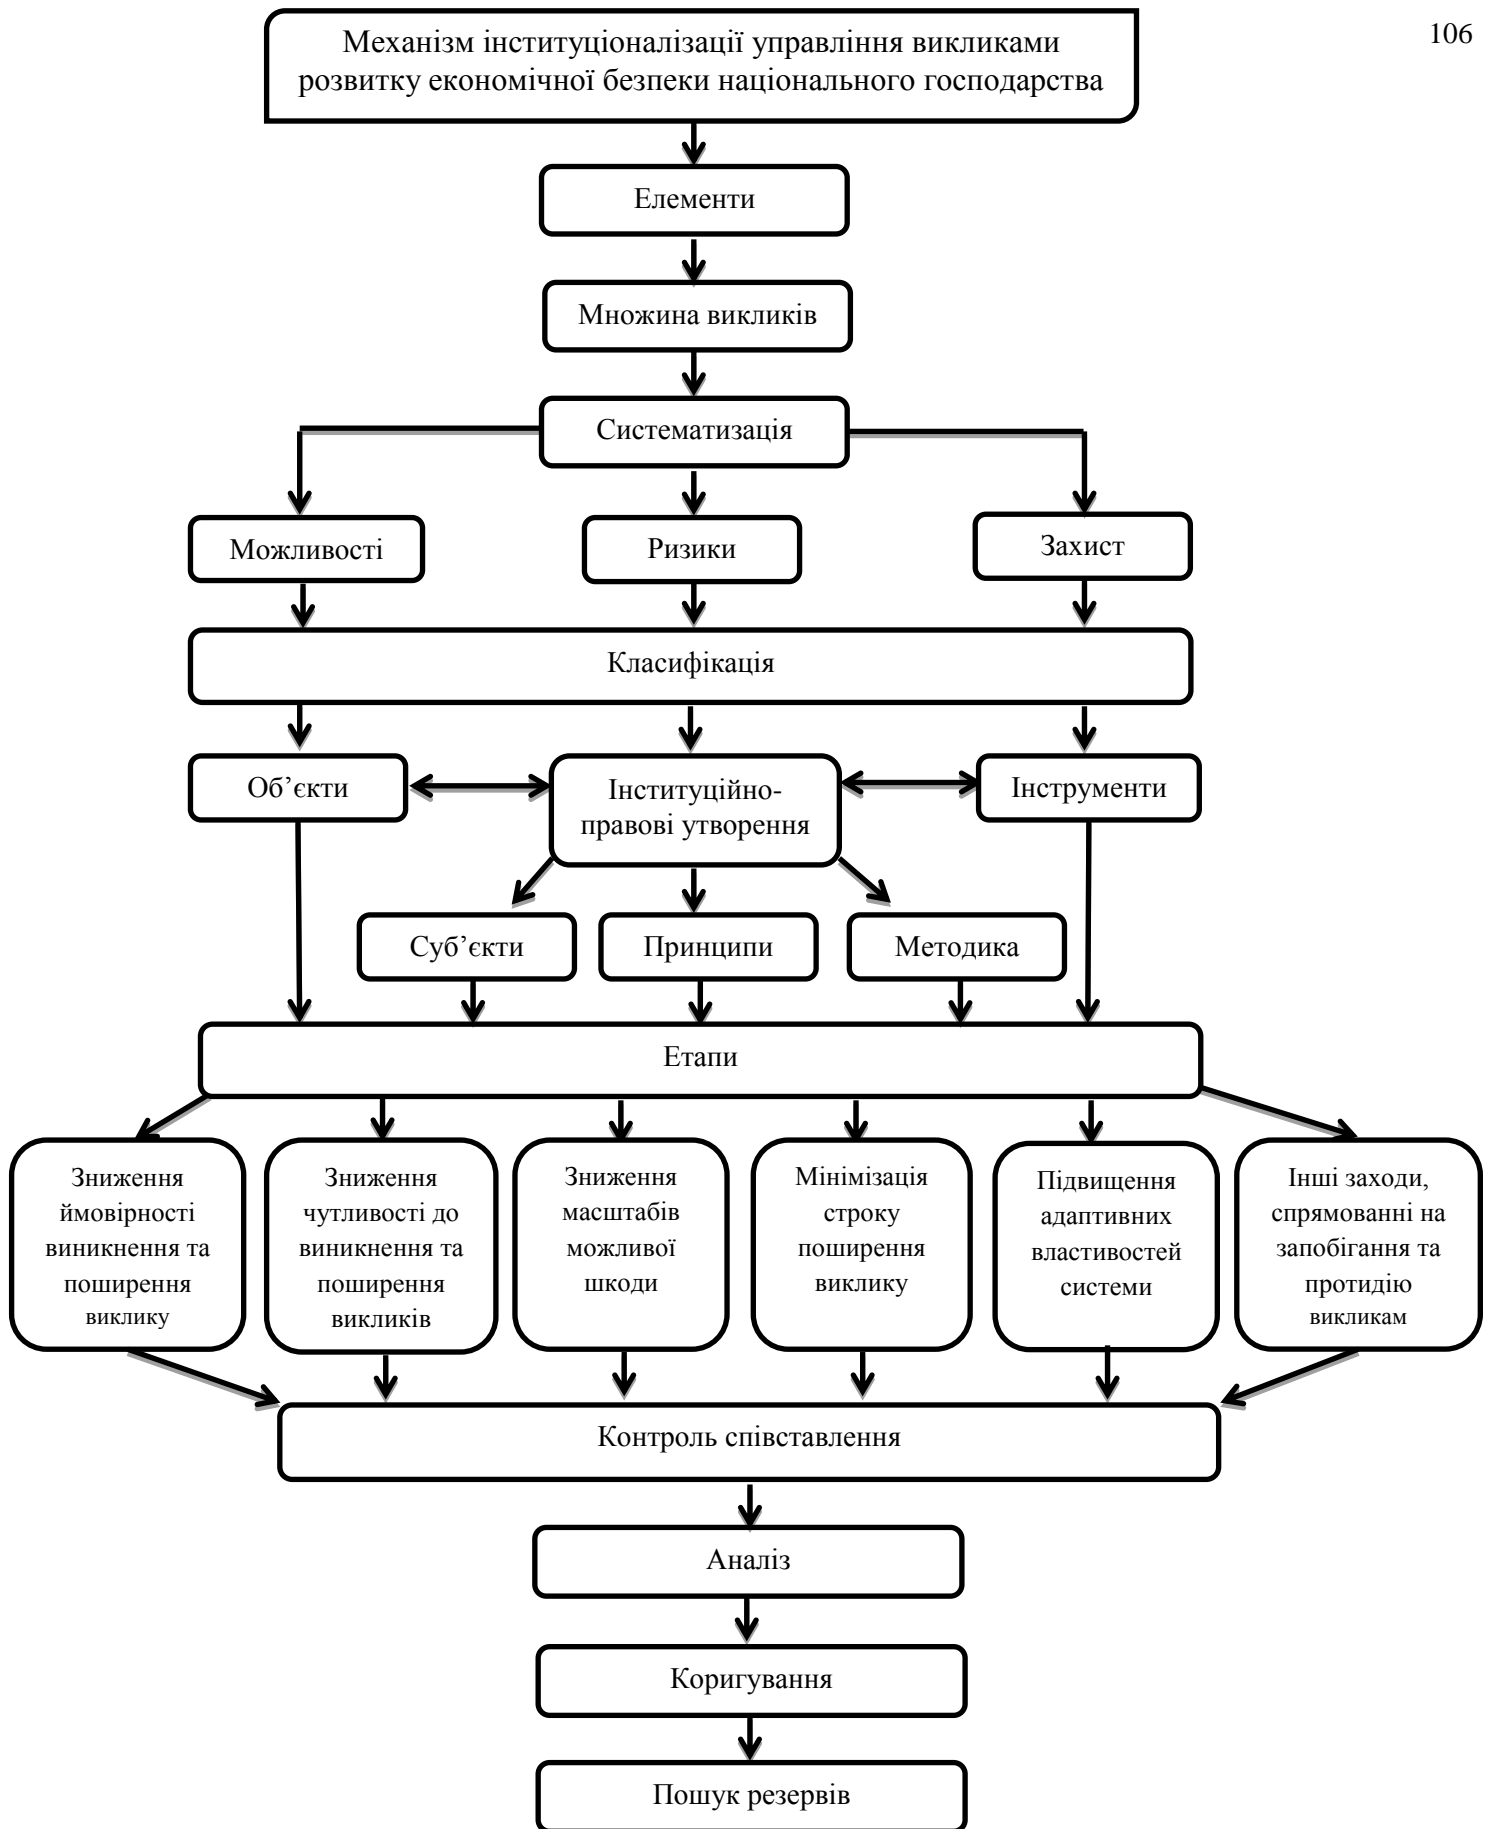 106
Механізм інституціоналізації управління викликами
розвитку економічної безпеки національного господарства
Елементи
Множина викликів
Систематизація
Можливості
Ризики
Захист
Класифікація
Об’єкти
Інституційно-
правові утворення
Інструменти
Суб’єкти
Принципи
Методика
Етапи
Зниження
ймовірності
виникнення та
поширення
виклику
Зниження
чутливості до
виникнення та
поширення
викликів
Зниження
масштабів
можливої
шкоди
Мінімізація
строку
поширення
виклику
Підвищення
адаптивних
властивостей
системи
Інші заходи,
спрямованні на
запобігання та
протидію
викликам
Контроль співставлення
Аналіз
Коригування
Пошук резервів